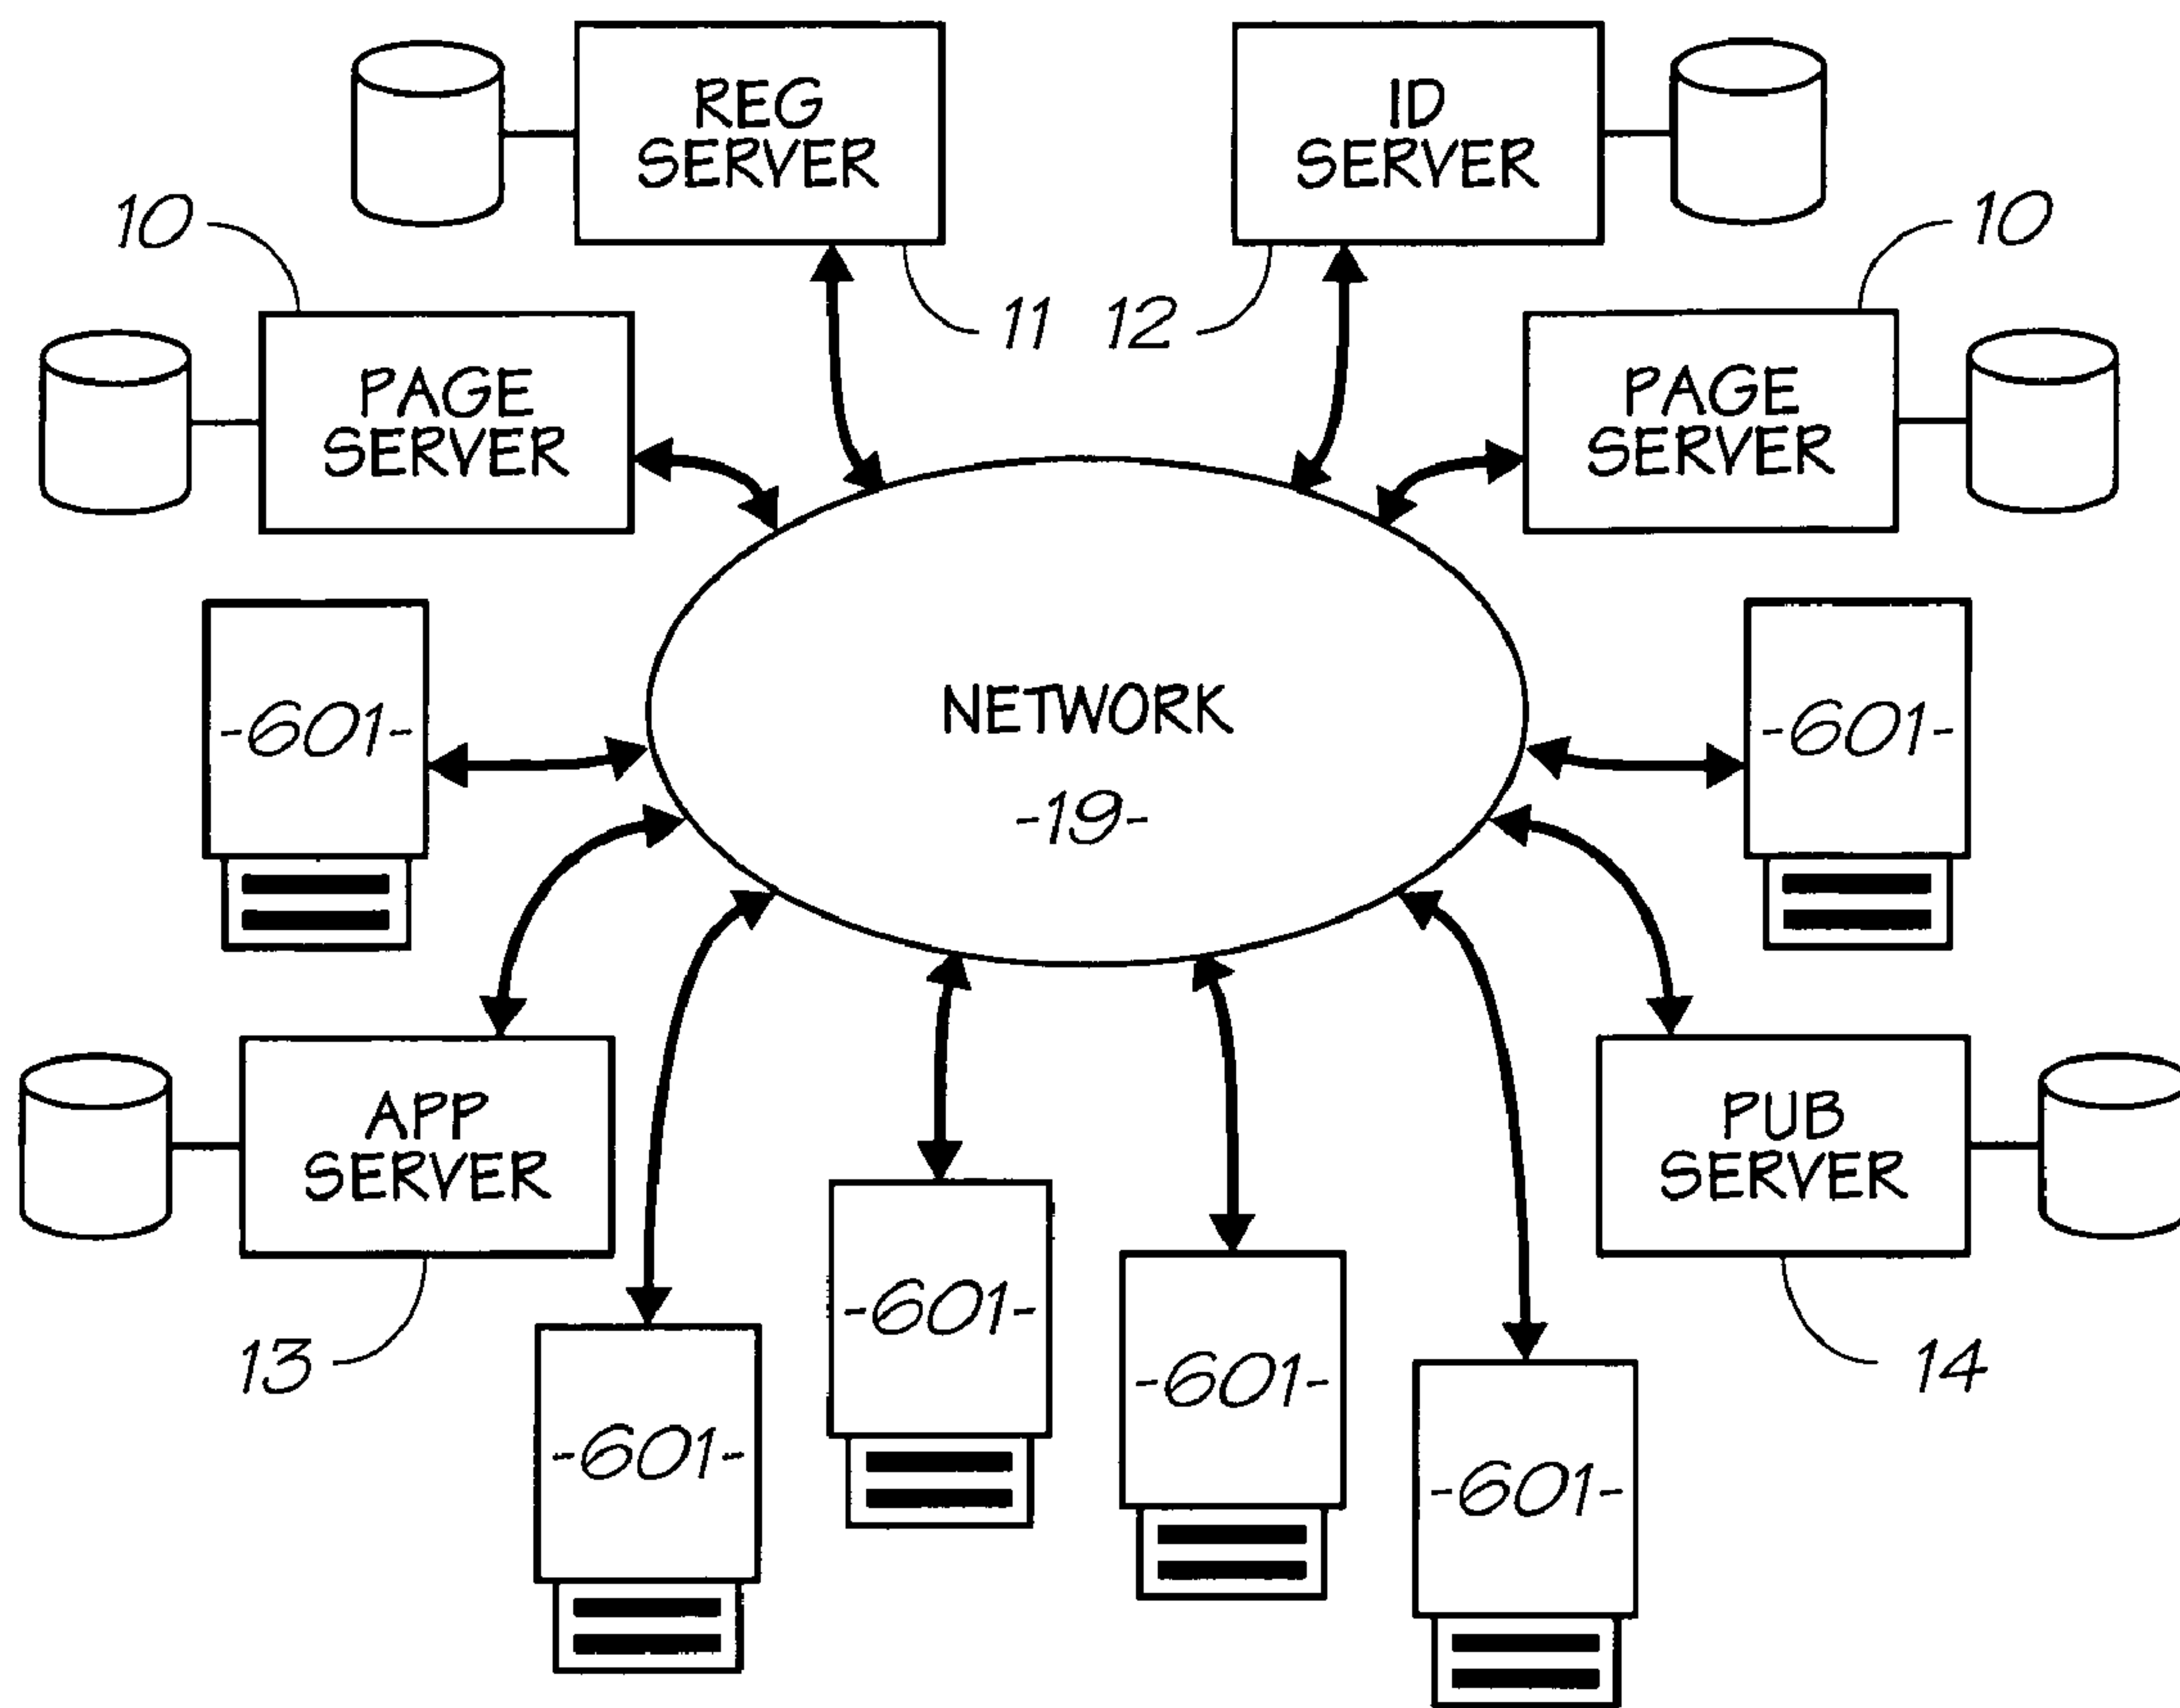 REG
SERVER
ID
SERVER
10
10
11
12
PAGE
SERVER
PAGE
SERVER
NETWORK
-19-
-601-
-601-
APP
SERVER
PUB
SERVER
13
14
-601-
-601-
-601-
-601-